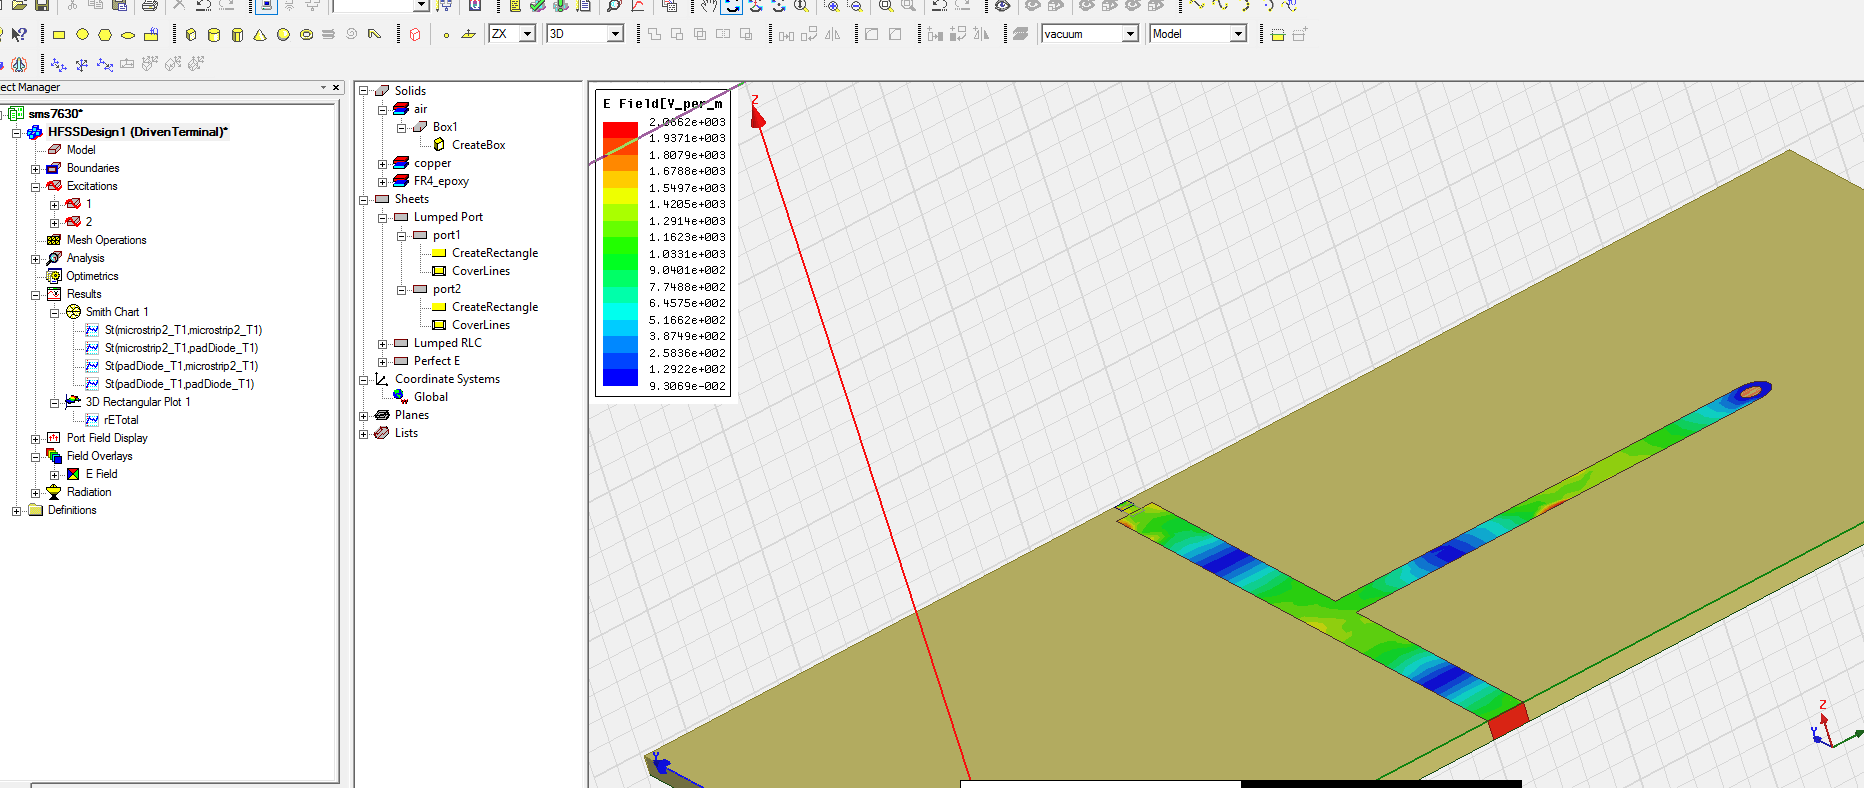 ZX
3D
vacuum
Model
ect Manager
sms7630*
HFSSDesign1 (DrivenTerminal)*
Model
Boundaries
Excitations
1
2
Mesh Operations
Analysis
Optimetrics
Results
Smith Chart 1
St(microstrip2_T1,microstrip2_T1)
St(microstrip2_T1,padDiode_T1)
St(padDiode_T1,microstrip2_T1)
St(padDiode_T1,padDiode_T1)
3D Rectangular Plot 1
rETotal
Port Field Display
Field Overlays
E Field
Radiation
Definitions
Solids
air
Box1
CreateBox
copper
FR4_epoxy
Sheets
Lumped Port
port1
CreateRectangle
CoverLines
port2
CreateRectangle
CoverLines
Lumped RLC
Perfect E
Coordinate Systems
Global
Planes
Lists
E Field[V_per_m
2.0662e+003
1.9371e+003
1.8079e+003
1.6788e+003
1.5497e+003
1.4205e+003
1.2914e+003
1.1623e+003
1.0331e+003
9.0401e+002
7.7488e+002
6.4575e+002
5.1662e+002
3.8749e+002
2.5836e+002
1.2922e+002
9.3069e-002
Z
Y
Z
Y